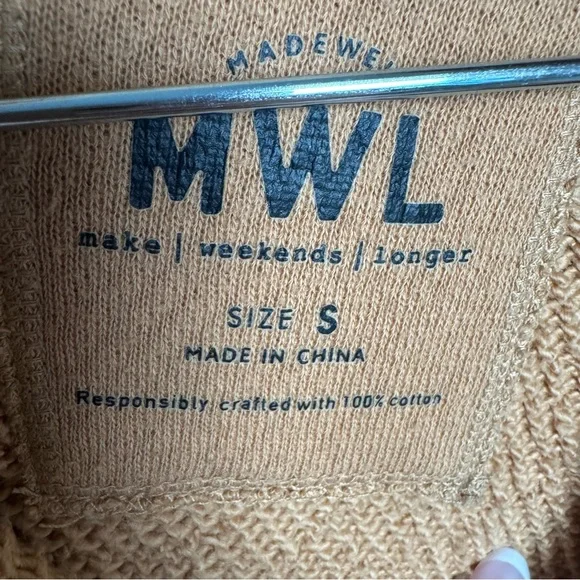 MADEWE
MWL
make | weekends | longer
SIZE S
MADE IN CHINA
Responsibly crafted with 100% cotton